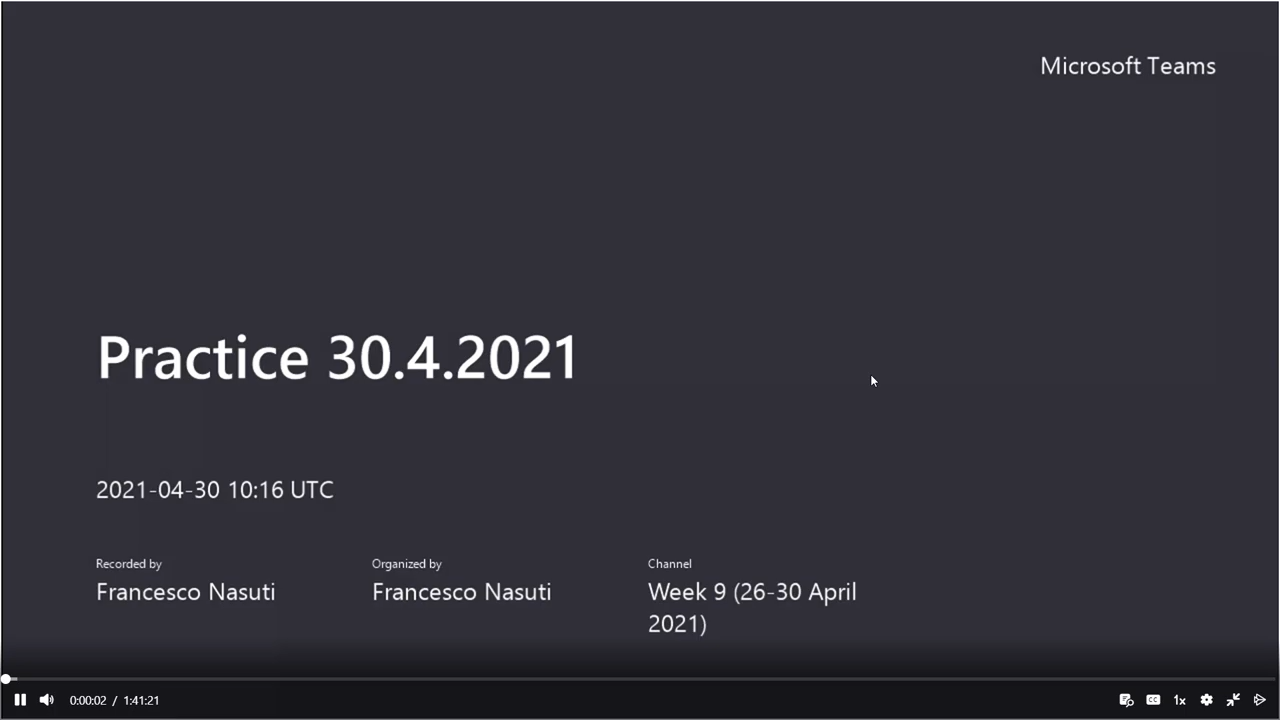 Microsoft Teams
Practice 30.4.2021
2021-04-30 10:16 UTC
Recorded by
Francesco Nasuti
Organized by
Francesco Nasuti
Channel
Week 9 (26-30 April
2021)
0:00:02 / 1:41:21
CC
1x